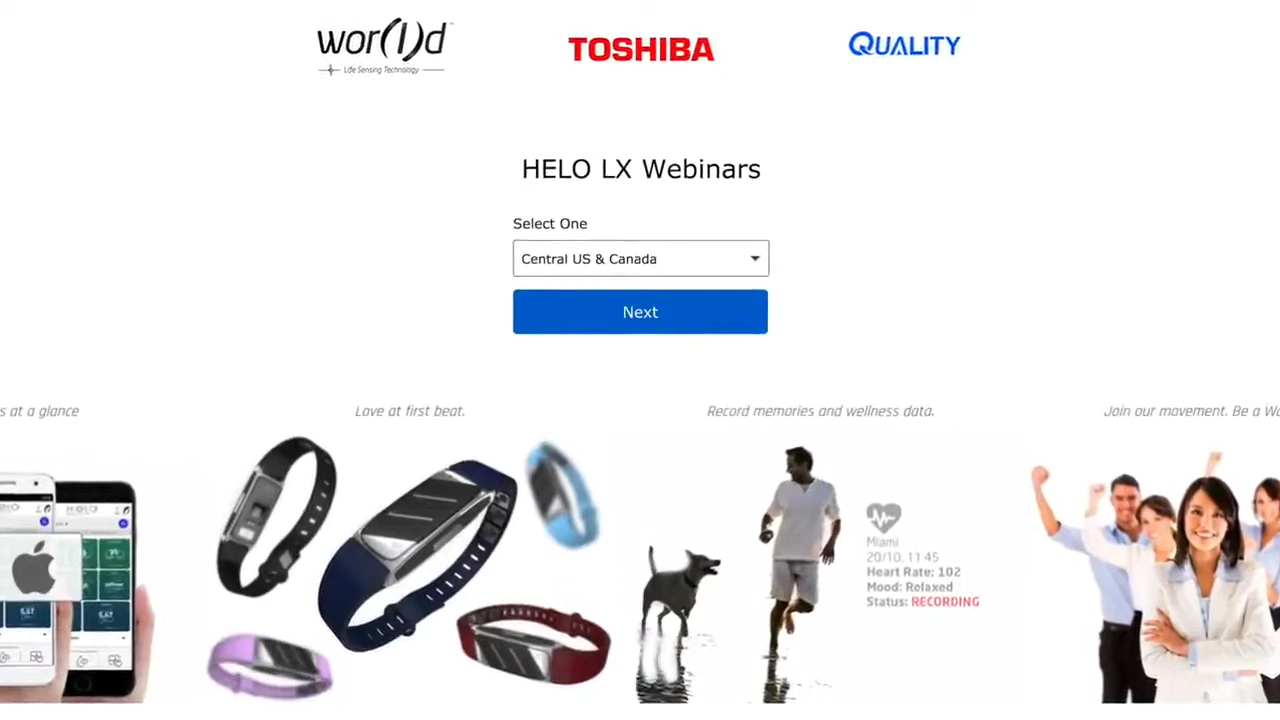 wor(l)d
Life Sensing Technology
TOSHIBA
QUALITY
HELO LX Webinars
Select One
Central US & Canada
Next
s at a glance
Love at first beat.
Record memories and wellness data.
Join our movement. Be a Wo
Miami
20/10, 11:45
Heart Rate: 102
Mood: Relaxed
Status: RECORDING